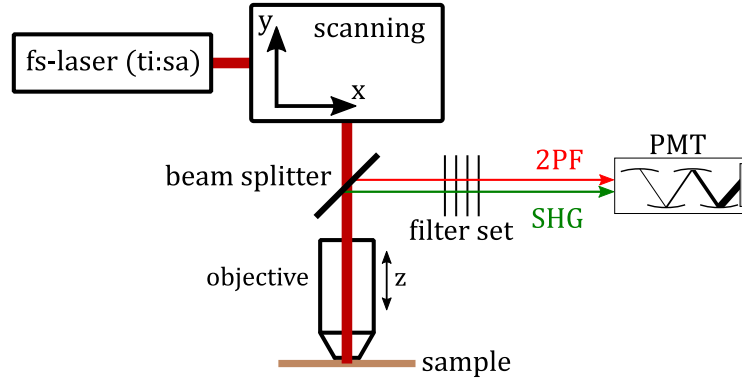 fs-laser (ti:sa)
scanning
y
x
beam splitter
2PF
PMT
SHG
filter set
objective
z
sample